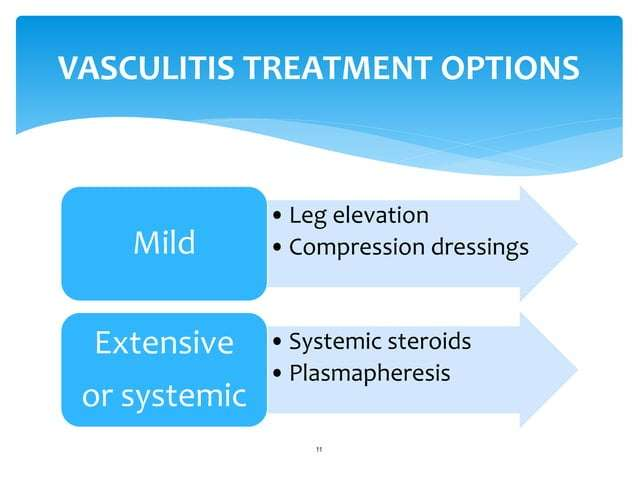 VASCULITIS TREATMENT OPTIONS
Mild
• Leg elevation
• Compression dressings
Extensive
or systemic
• Systemic steroids
• Plasmapheresis
11